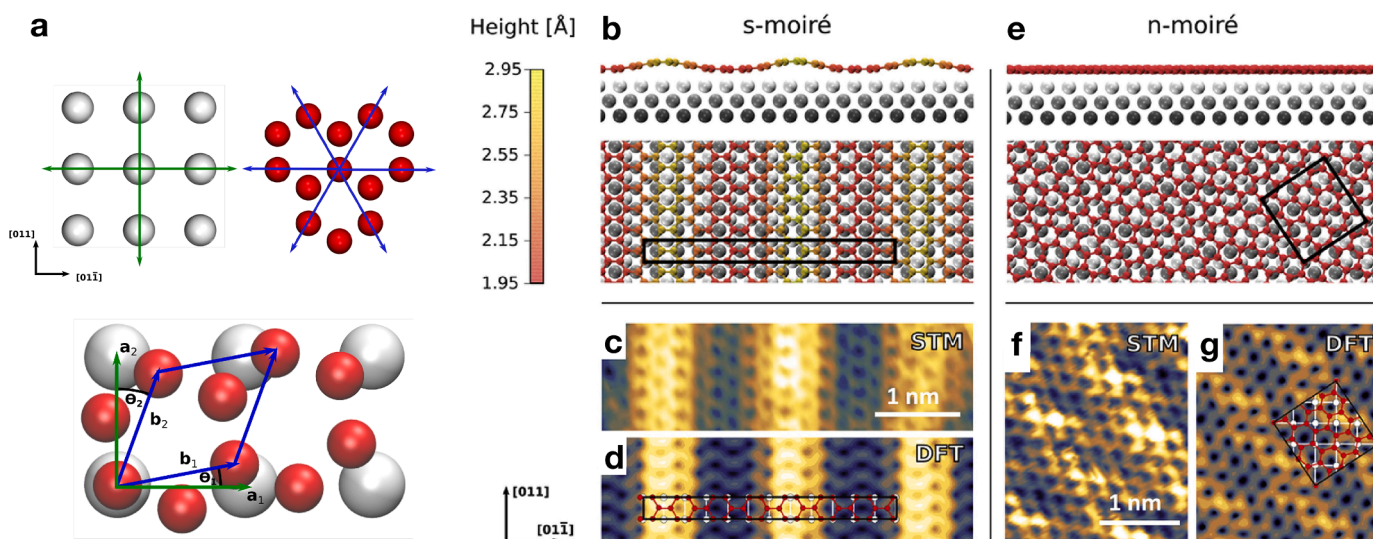 a
[011]
[011̄]
a₂
ϴ₂
b₂
b₁
ϴ₁
a₁
Height [Å]
2.95
2.75
2.55
2.35
2.15
1.95
b
s-moiré
c
STM
1 nm
d
DFT
[011]
[011̄]
e
n-moiré
f
STM
1 nm
g
DFT